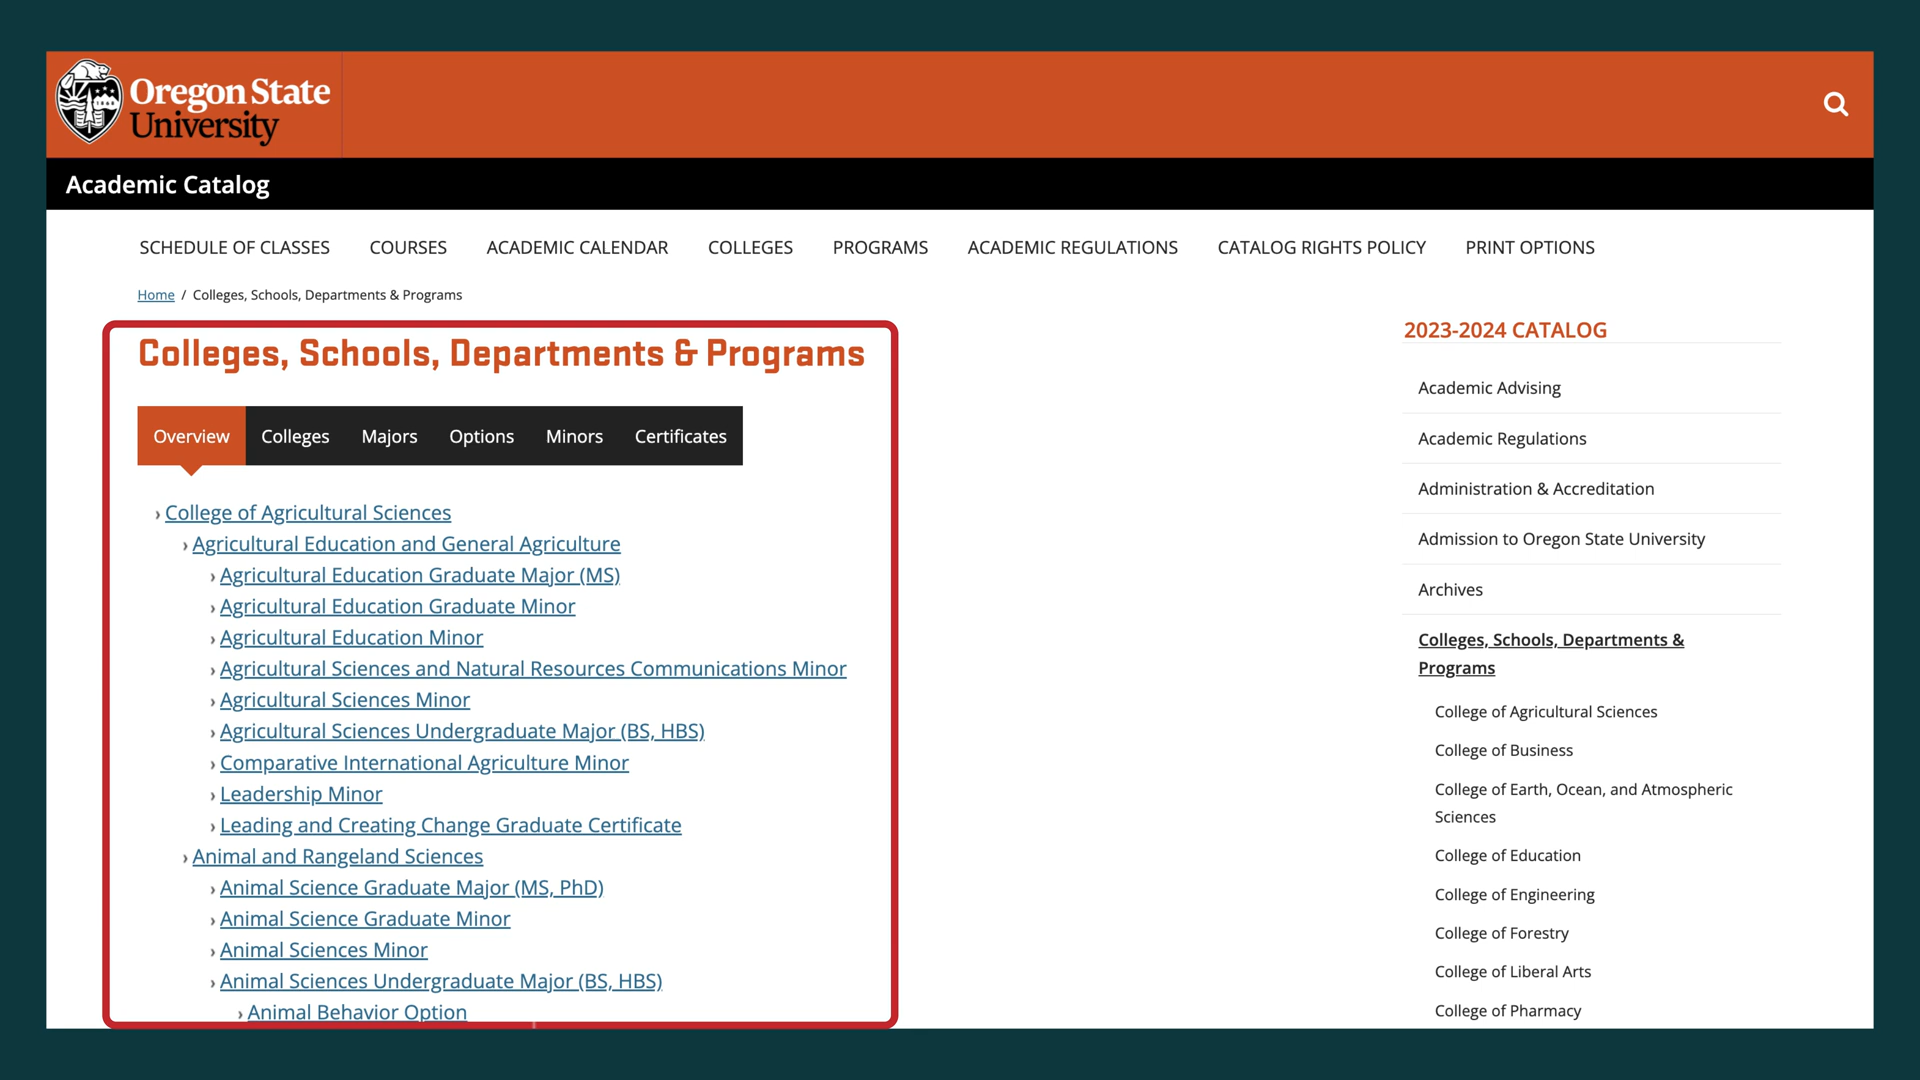 Oregon State
University
Academic Catalog
SCHEDULE OF CLASSES COURSES ACADEMIC CALENDAR COLLEGES PROGRAMS ACADEMIC REGULATIONS CATALOG RIGHTS POLICY PRINT OPTIONS
Home / Colleges, Schools, Departments & Programs
Colleges, Schools, Departments & Programs
Overview Colleges Majors Options Minors Certificates
› College of Agricultural Sciences
› Agricultural Education and General Agriculture
› Agricultural Education Graduate Major (MS)
› Agricultural Education Graduate Minor
› Agricultural Education Minor
› Agricultural Sciences and Natural Resources Communications Minor
› Agricultural Sciences Minor
› Agricultural Sciences Undergraduate Major (BS, HBS)
› Comparative International Agriculture Minor
› Leadership Minor
› Leading and Creating Change Graduate Certificate
› Animal and Rangeland Sciences
› Animal Science Graduate Major (MS, PhD)
› Animal Science Graduate Minor
› Animal Sciences Minor
› Animal Sciences Undergraduate Major (BS, HBS)
› Animal Behavior Option
2023-2024 CATALOG
Academic Advising
Academic Regulations
Administration & Accreditation
Admission to Oregon State University
Archives
Colleges, Schools, Departments &
Programs
College of Agricultural Sciences
College of Business
College of Earth, Ocean, and Atmospheric
Sciences
College of Education
College of Engineering
College of Forestry
College of Liberal Arts
College of Pharmacy